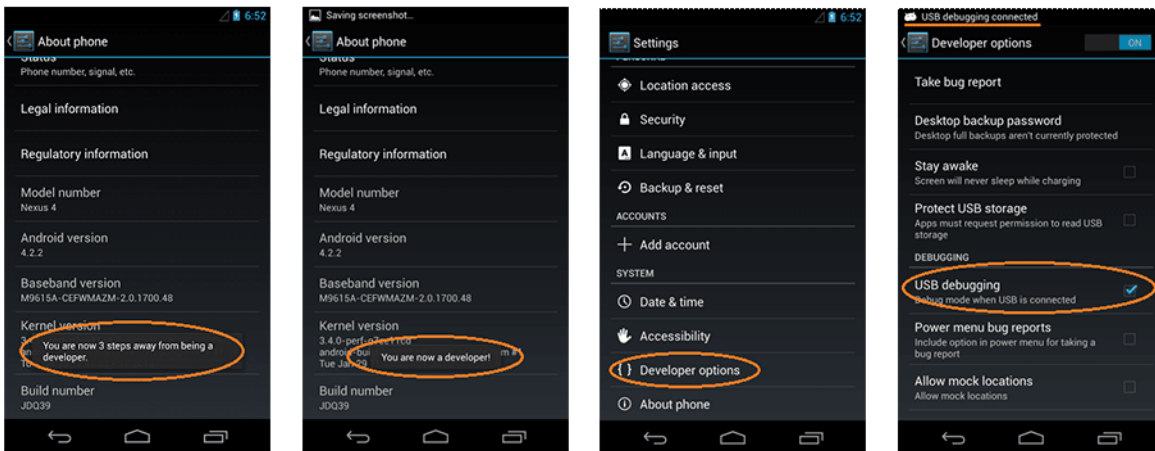 6:52
About phone
Status
Phone number, signal, etc.
Legal information
Regulatory information
Model number
Nexus 4
Android version
4.2.2
Baseband version
M9615A-CEFWMAZM-2.0.1700.48
Kernel version
You are now 3 steps away from being a
developer.
Build number
JDQ39
Saving screenshot...
About phone
Status
Phone number, signal, etc.
Legal information
Regulatory information
Model number
Nexus 4
Android version
4.2.2
Baseband version
M9615A-CEFWMAZM-2.0.1700.48
Kernel version
You are now a developer!
Build number
JDQ39
6:52
Settings
PERSONAL
Location access
Security
A Language & input
Backup & reset
ACCOUNTS
Add account
SYSTEM
Date & time
Accessibility
{ } Developer options
About phone
USB debugging connected
Developer options ON
Take bug report
Desktop backup password
Desktop full backups aren't currently protected
Stay awake
Screen will never sleep while charging
Protect USB storage
Apps must request permission to read USB
storage
DEBUGGING
USB debugging
Debug mode when USB is connected
Power menu bug reports
Include option in power menu for taking a
bug report
Allow mock locations
Allow mock locations